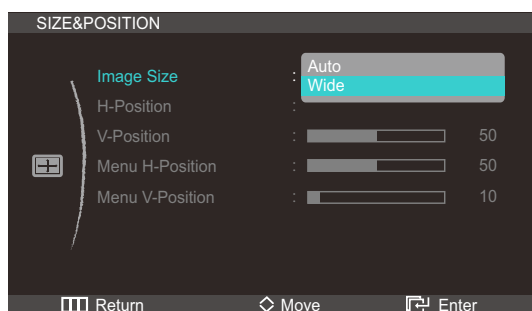 SIZE&POSITION
Image Size : Auto
Wide
H-Position :
V-Position : 50
Menu H-Position : 50
Menu V-Position : 10
Return Move Enter